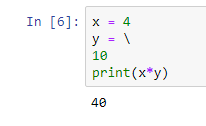 In [6]: x = 4
y = \
10
print(x*y)
40